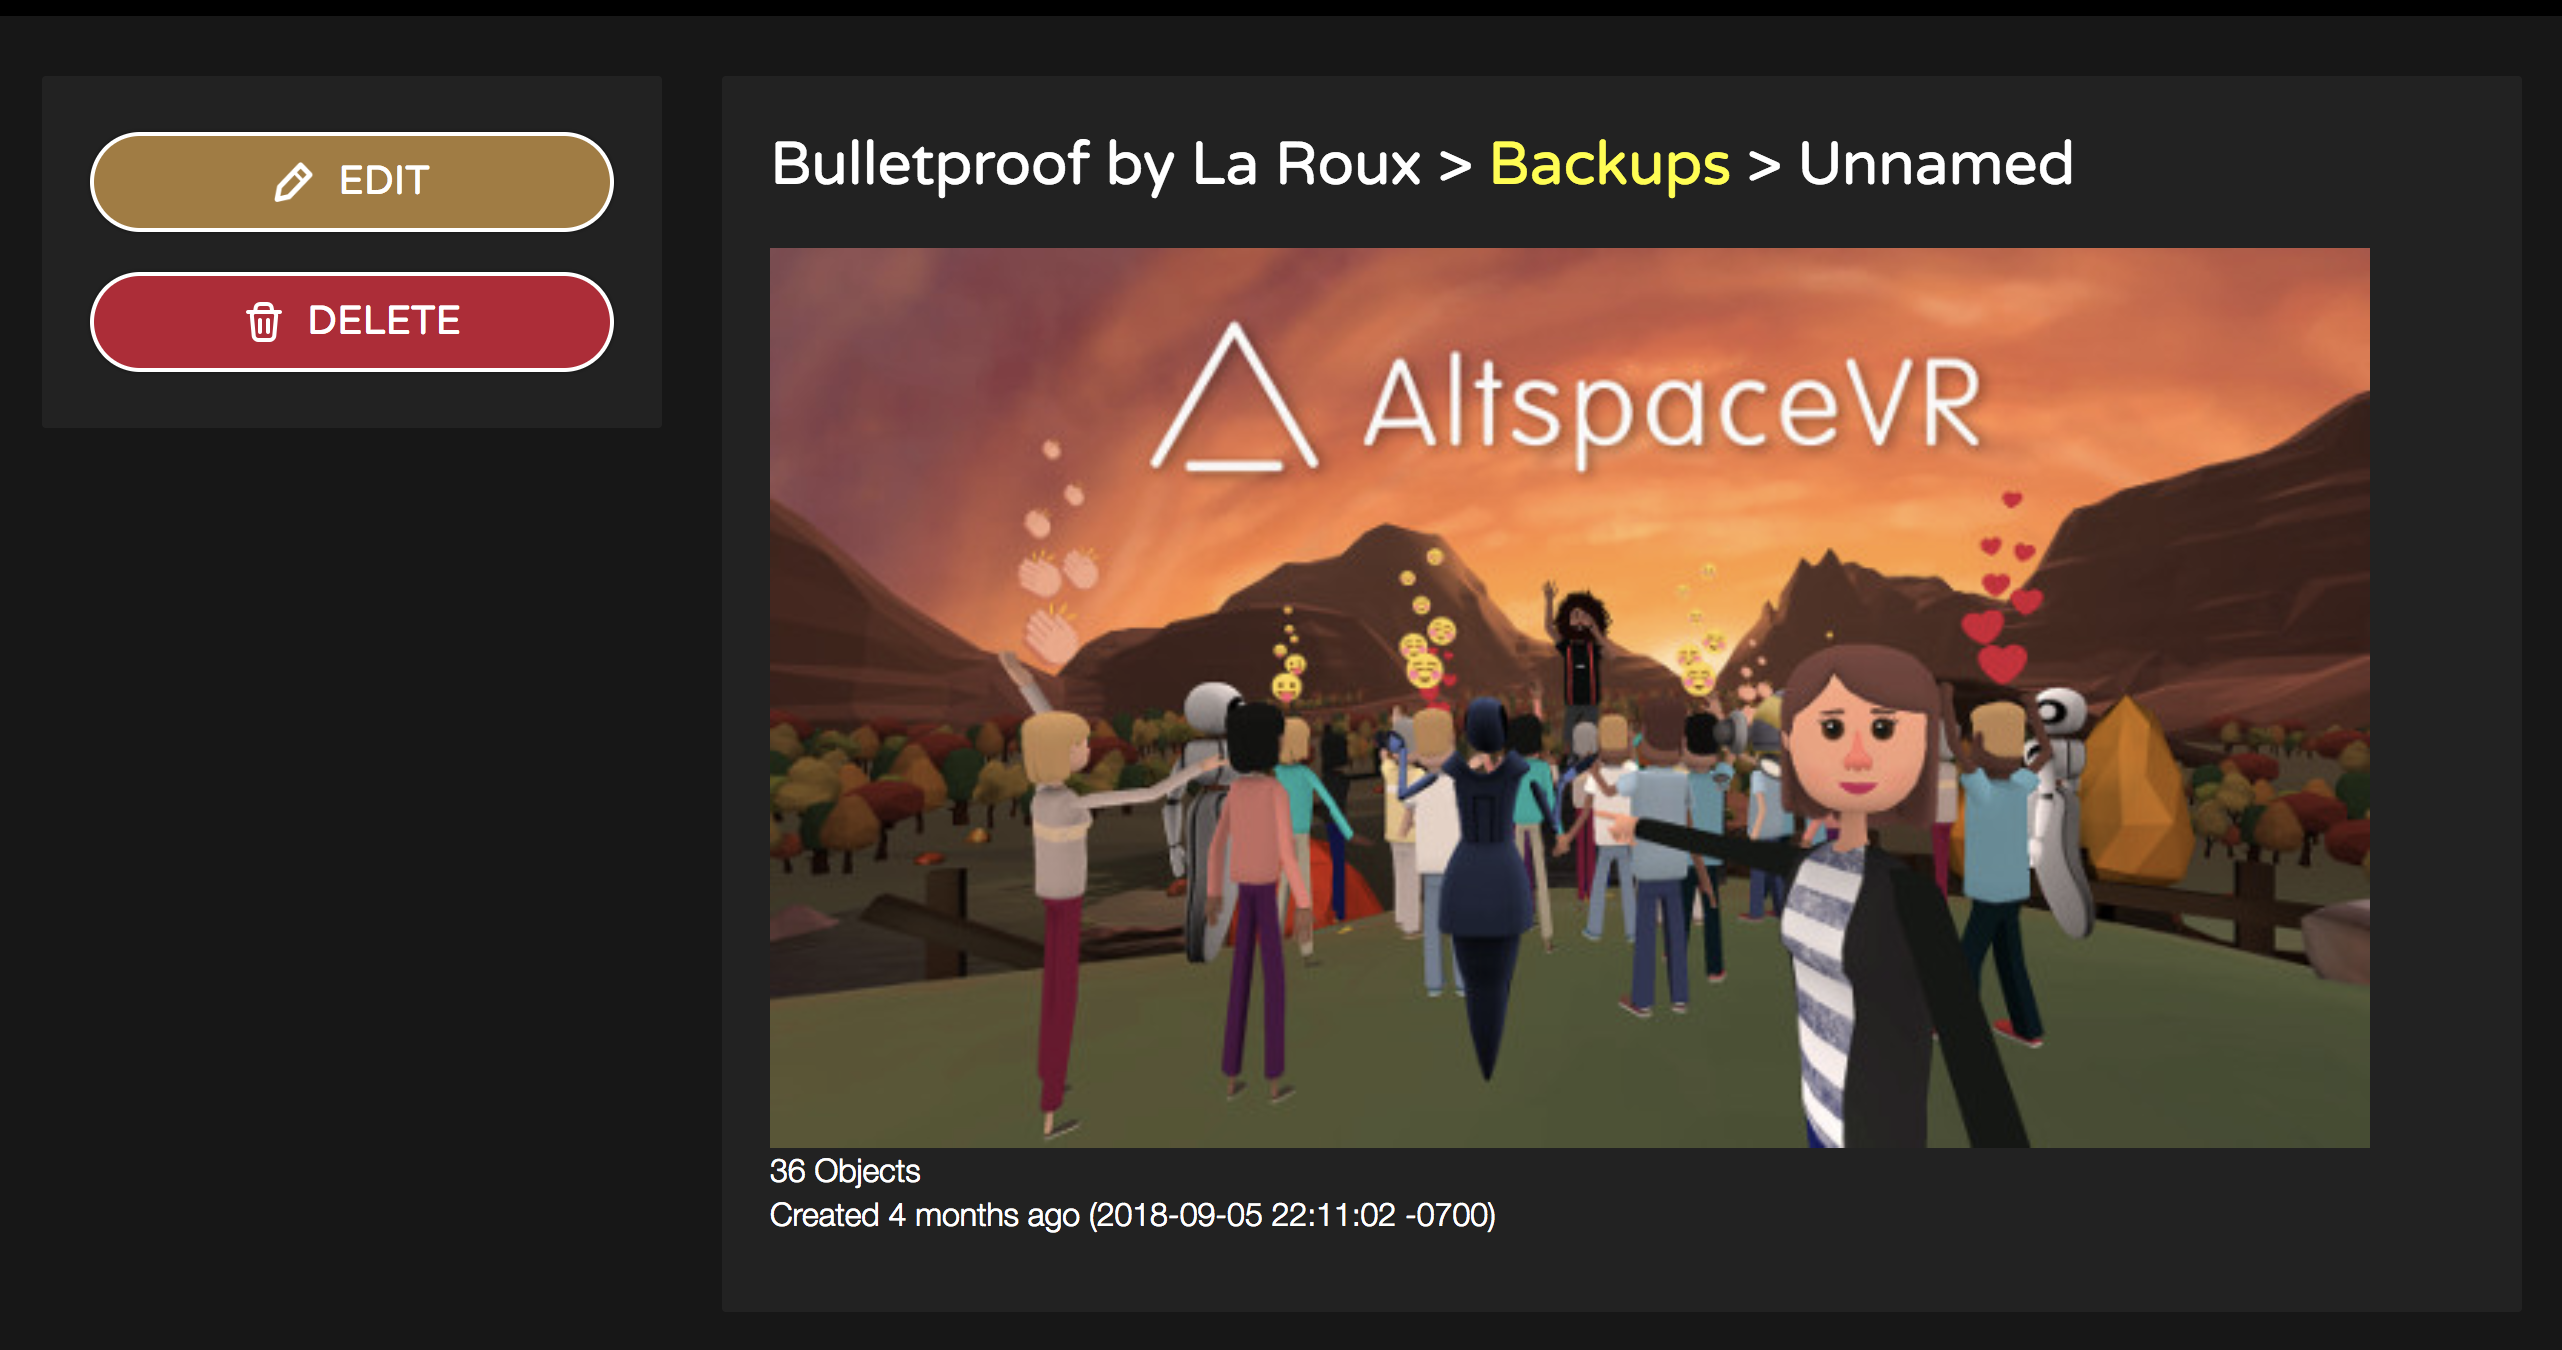 EDIT
DELETE
Bulletproof by La Roux > Backups > Unnamed
AltspaceVR
36 Objects
Created 4 months ago (2018-09-05 22:11:02 -0700)